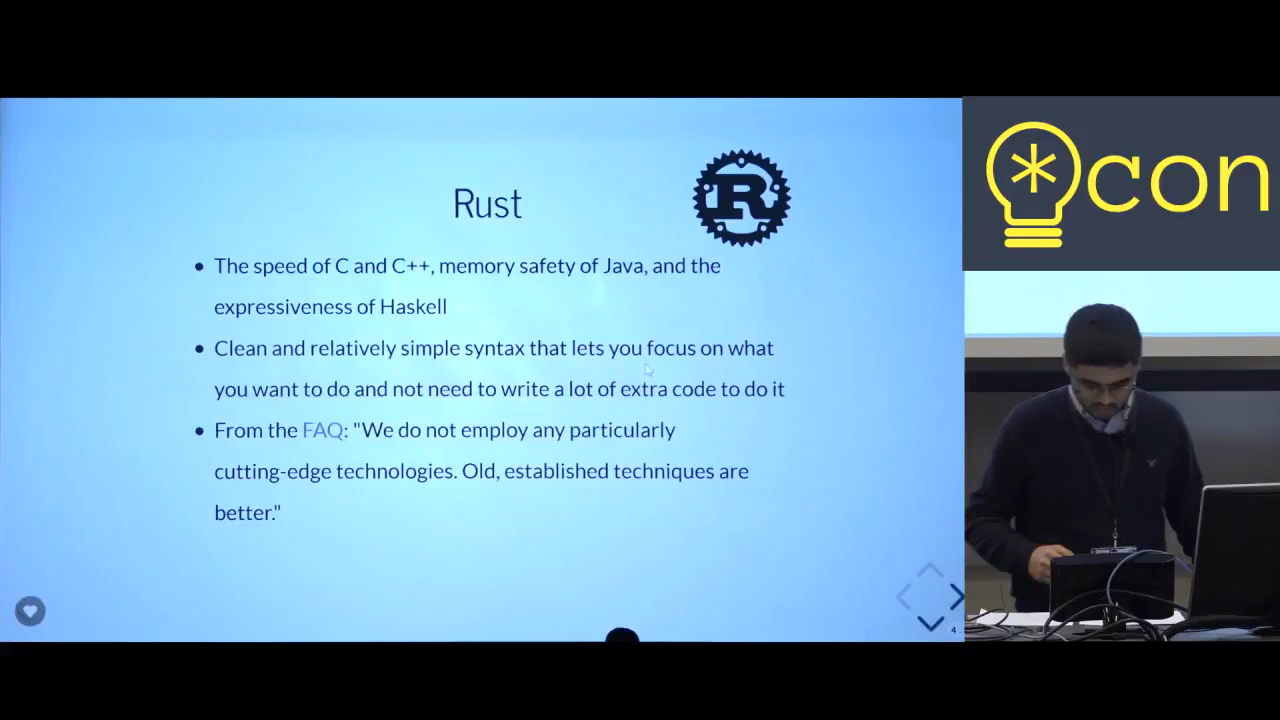 Rust
R
*con
• The speed of C and C++, memory safety of Java, and the
expressiveness of Haskell
• Clean and relatively simple syntax that lets you focus on what
you want to do and not need to write a lot of extra code to do it
• From the FAQ: "We do not employ any particularly
cutting-edge technologies. Old, established techniques are
better."
4